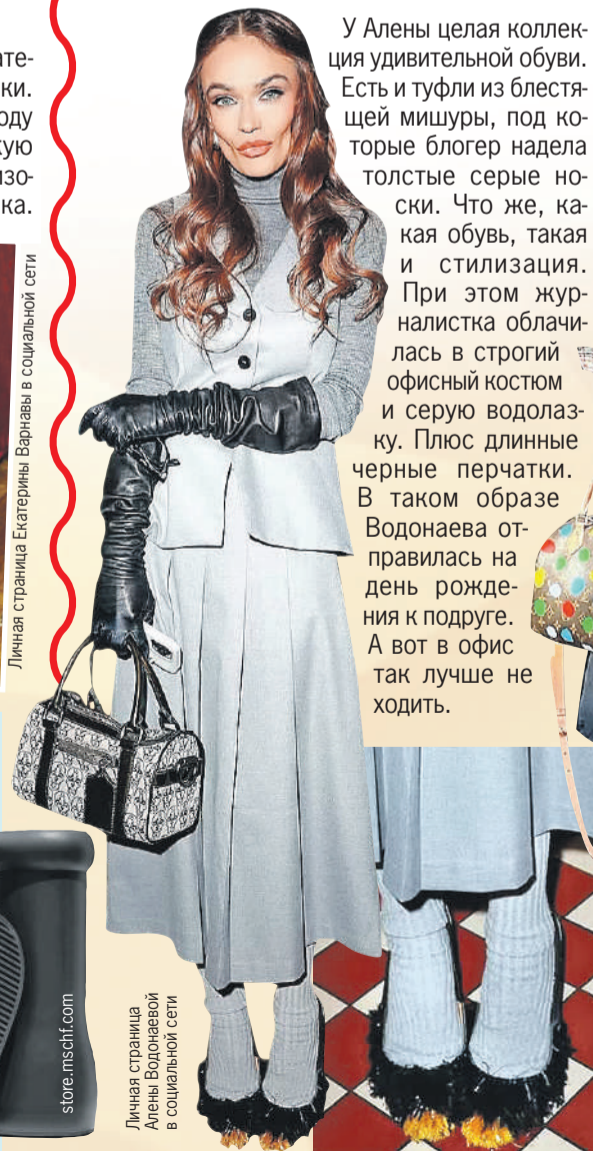 ате-
ки.
оду
кую
изо-
ка.
Личная страница Екатерины Варнавы в социальной сети
У Алены целая коллек-
ция удивительной обуви.
Есть и туфли из блестя-
щей мишуры, под ко-
торые блогер надела
толстые серые но-
ски. Что же, ка-
кая обувь, такая
и стилизация.
При этом жур-
налистка облачи-
лась в строгий
офисный костюм
и серую водолаз-
ку. Плюс длинные
черные перчатки.
В таком образе
Водонаева от-
правилась на
день рожде-
ния к подруге.
А вот в офис
так лучше не
ходить.
store.mschf.com
Личная страница
Алены Водонаевой
в социальной сети